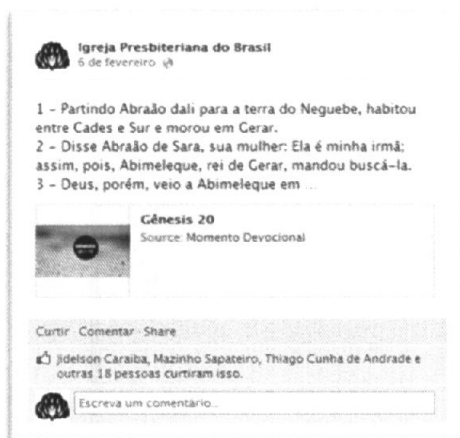 Igreja Presbiteriana do Brasil
6 de fevereiro
1 - Partindo Abraão dali para a terra do Neguebe, habitou
entre Cades e Sur e morou em Gerar.
2 - Disse Abraão de Sara, sua mulher: Ela é minha irmã;
assim, pois, Abimeleque, rei de Gerar, mandou buscá-la.
3 - Deus, porém, veio a Abimeleque em ...
Gênesis 20
Source: Momento Devocional
Curtir · Comentar · Share
Jidelson Caraiba, Mazinho Sapateiro, Thiago Cunha de Andrade e
outras 18 pessoas curtiram isso.
Escreva um comentário...